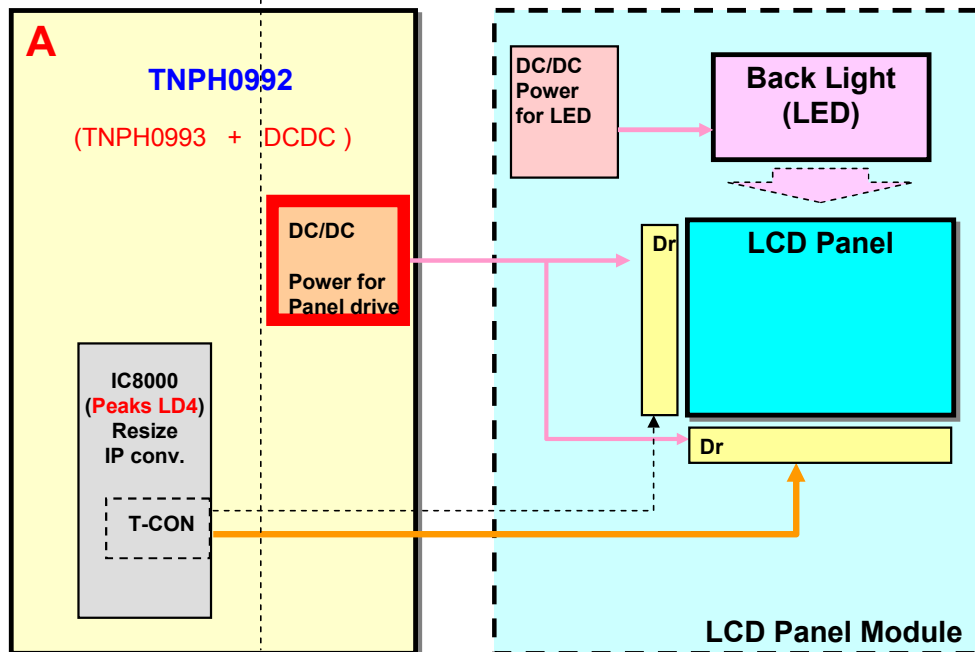 A
TNPH0992
(TNPH0993 + DCDC )
DC/DC
Power for
Panel drive
IC8000
(Peaks LD4)
Resize
IP conv.
T-CON
DC/DC
Power
for LED
Back Light
(LED)
Dr
LCD Panel
Dr
LCD Panel Module